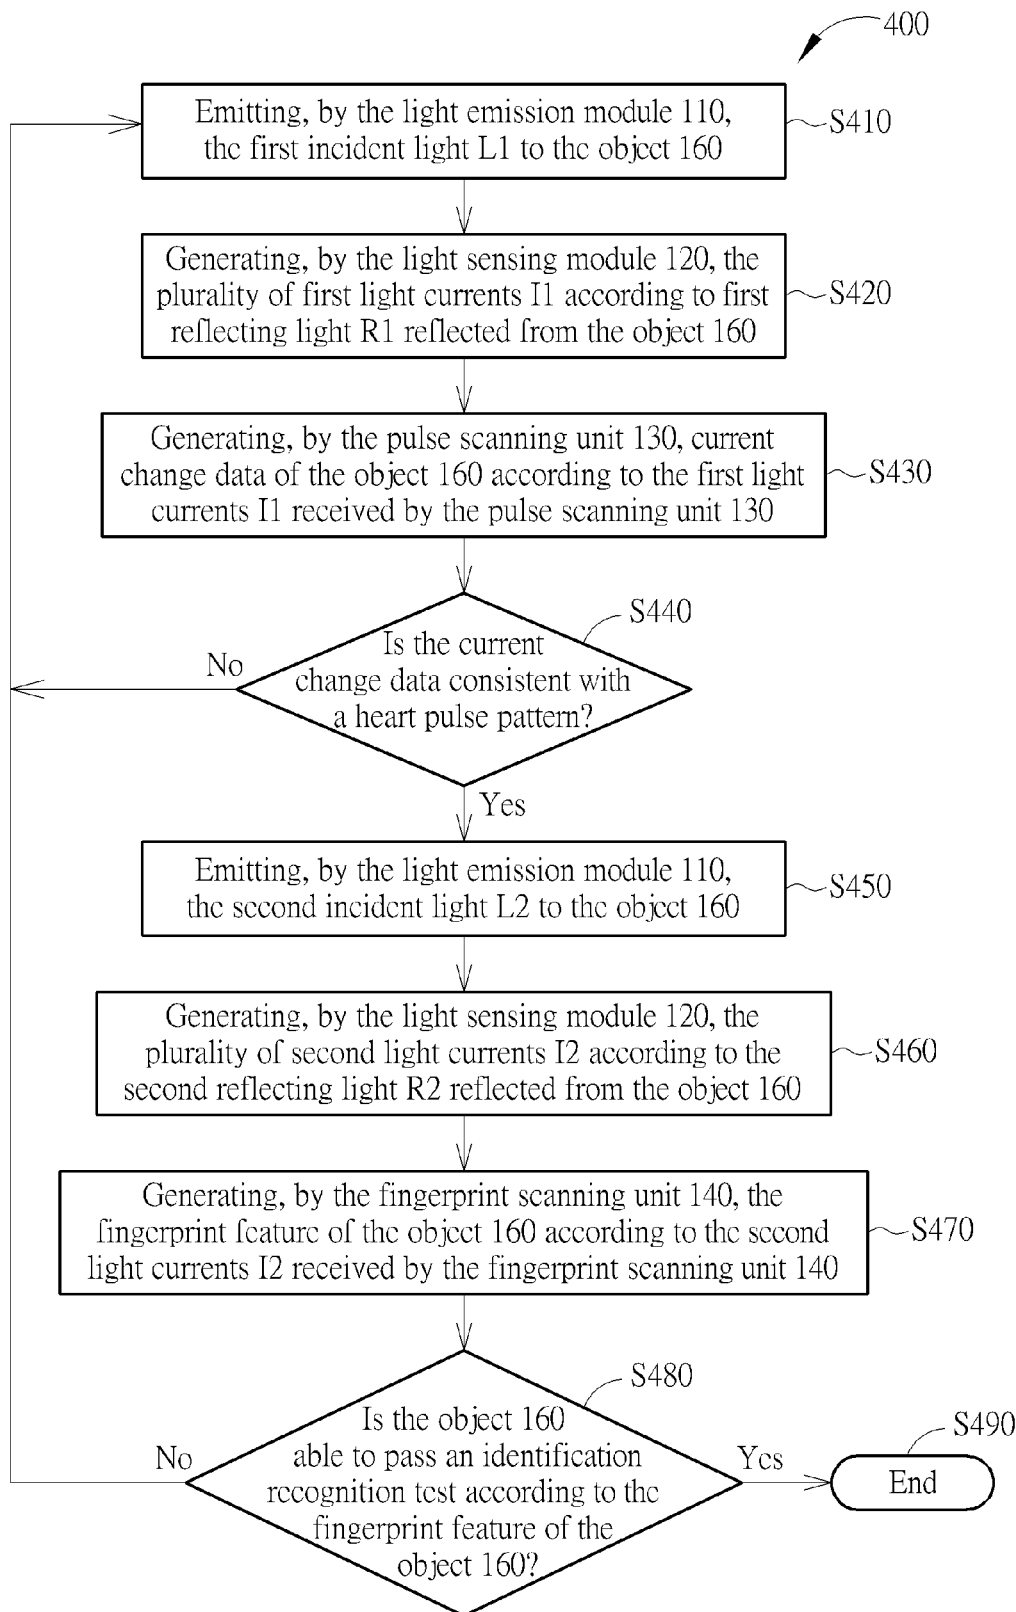 400
Emitting, by the light emission module 110,
the first incident light L1 to the object 160
S410
Generating, by the light sensing module 120, the
plurality of first light currents I1 according to first
reflecting light R1 reflected from the object 160
S420
Generating, by the pulse scanning unit 130, current
change data of the object 160 according to the first light
currents I1 received by the pulse scanning unit 130
S430
S440
Is the current
change data consistent with
a heart pulse pattern?
No
Yes
Emitting, by the light emission module 110,
the second incident light L2 to the object 160
S450
Generating, by the light sensing module 120, the
plurality of second light currents I2 according to the
second reflecting light R2 reflected from the object 160
S460
Generating, by the fingerprint scanning unit 140, the
fingerprint feature of the object 160 according to the second
light currents I2 received by the fingerprint scanning unit 140
S470
S480
Is the object 160
able to pass an identification
recognition test according to the
fingerprint feature of the
object 160?
No
Yes
S490
End